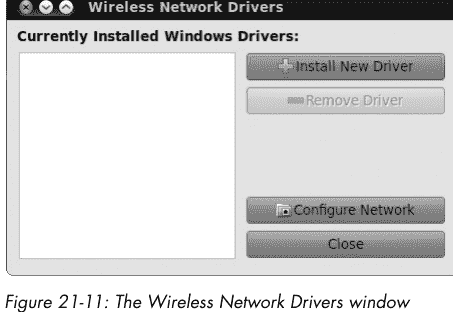 Wireless Network Drivers
Currently Installed Windows Drivers:
Install New Driver
Remove Driver
Configure Network
Close
Figure 21-11: The Wireless Network Drivers window